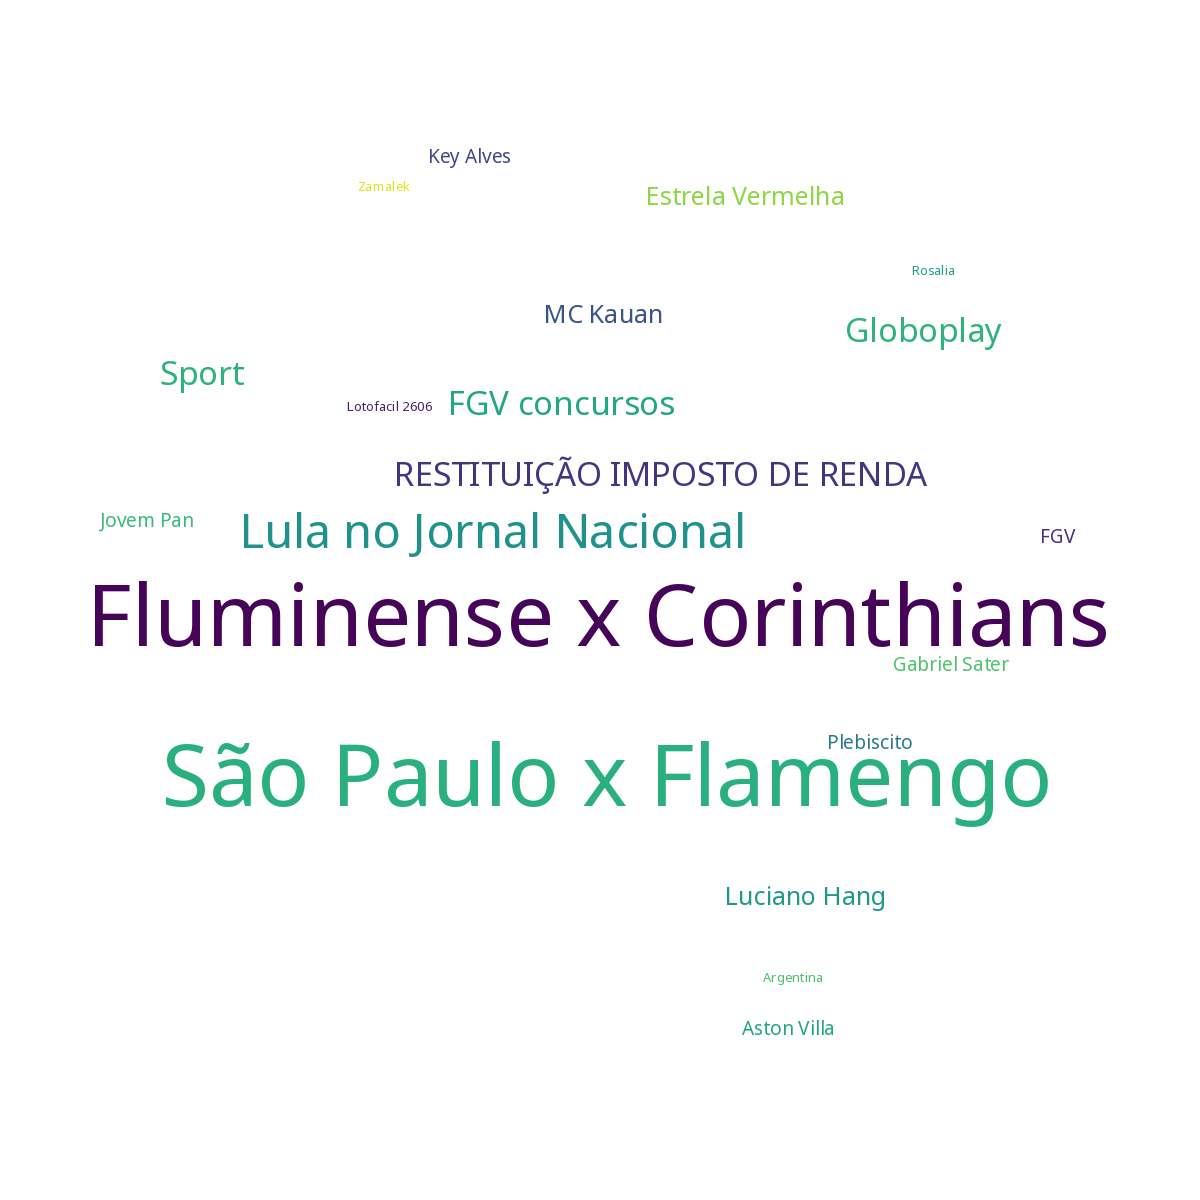 Key Alves
Zamalek
Estrela Vermelha
Rosalia
MC Kauan
Globoplay
Sport
Lotofacil 2606
FGV concursos
RESTITUIÇÃO IMPOSTO DE RENDA
Jovem Pan
Lula no Jornal Nacional
FGV
Fluminense x Corinthians
Gabriel Sater
Plebiscito
São Paulo x Flamengo
Luciano Hang
Argentina
Aston Villa